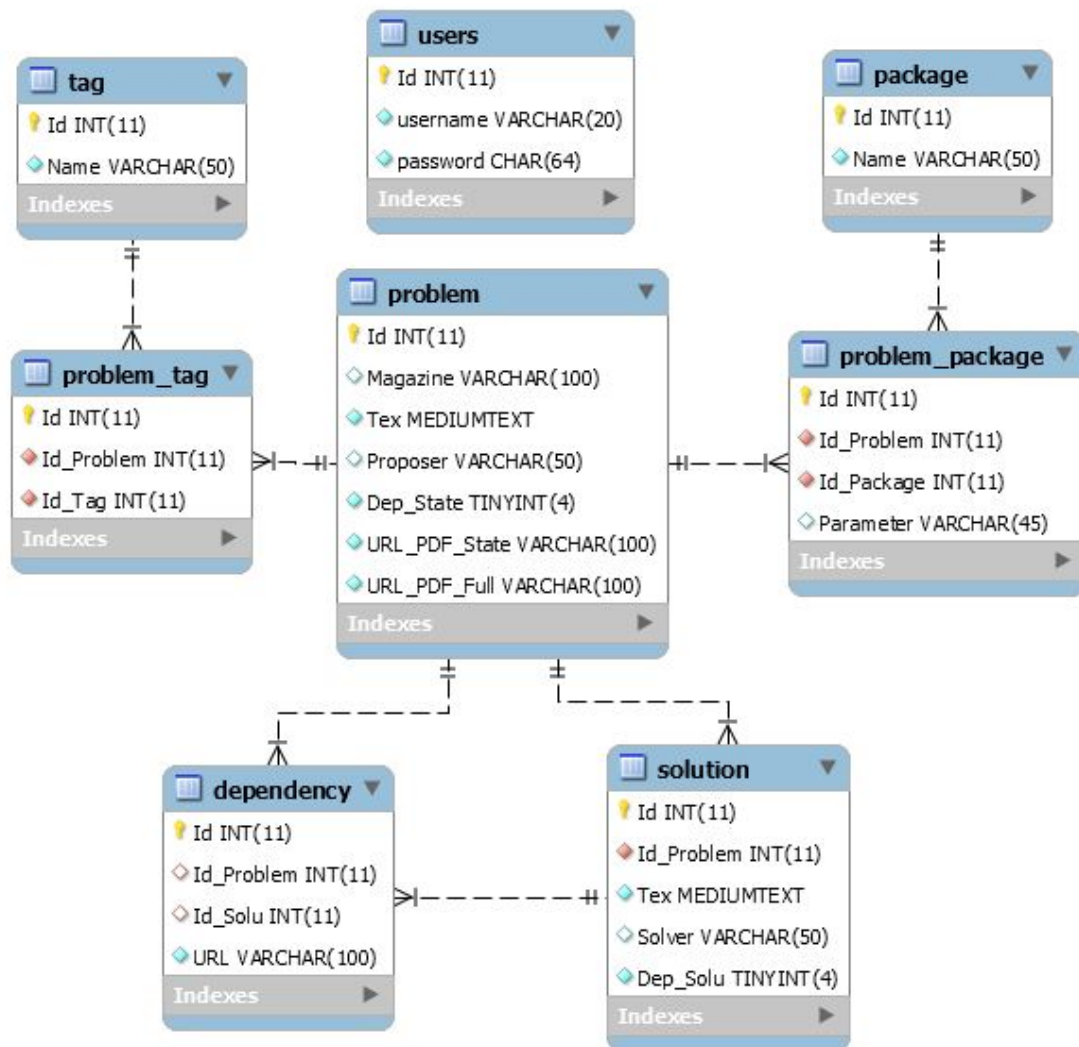 users
Id INT(11)
username VARCHAR(20)
password CHAR(64)
Indexes
tag
Id INT(11)
Name VARCHAR(50)
Indexes
package
Id INT(11)
Name VARCHAR(50)
Indexes
problem
Id INT(11)
Magazine VARCHAR(100)
Tex MEDIUMTEXT
Proposer VARCHAR(50)
Dep_State TINYINT(4)
URL_PDF_State VARCHAR(100)
URL_PDF_Full VARCHAR(100)
Indexes
problem_tag
Id INT(11)
Id_Problem INT(11)
Id_Tag INT(11)
Indexes
problem_package
Id INT(11)
Id_Problem INT(11)
Id_Package INT(11)
Parameter VARCHAR(45)
Indexes
dependency
Id INT(11)
Id_Problem INT(11)
Id_Solu INT(11)
URL VARCHAR(100)
Indexes
solution
Id INT(11)
Id_Problem INT(11)
Tex MEDIUMTEXT
Solver VARCHAR(50)
Dep_Solu TINYINT(4)
Indexes